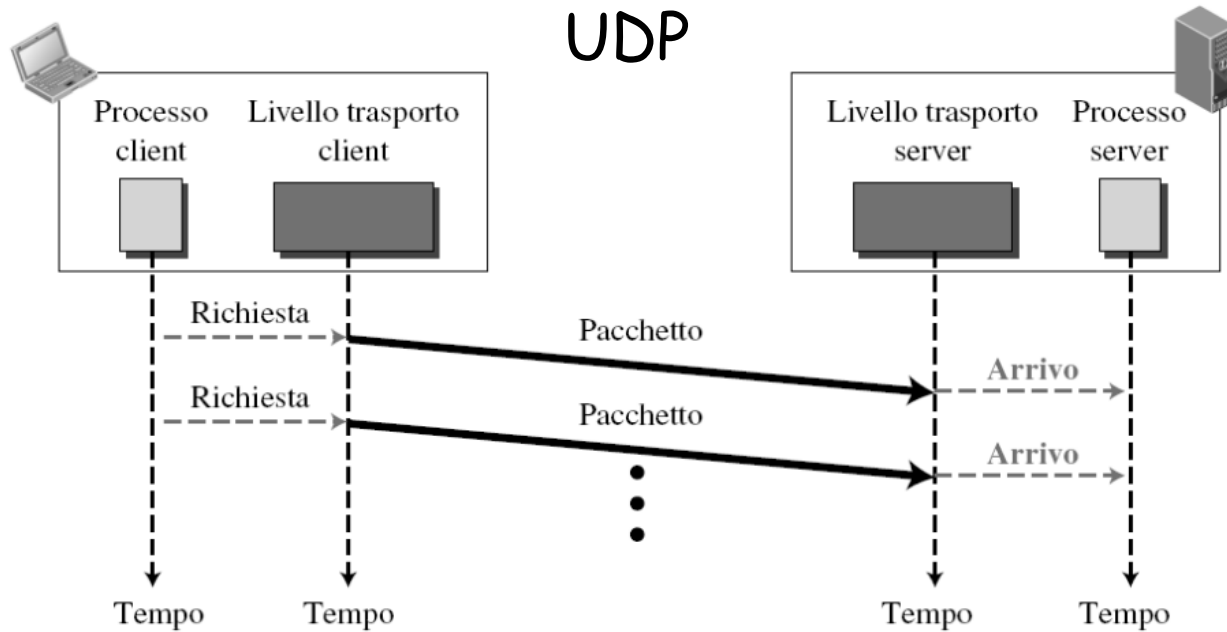 UDP
Processo client
Livello trasporto client
Livello trasporto server
Processo server
Richiesta
Pacchetto
Arrivo
Richiesta
Pacchetto
Arrivo
Tempo
Tempo
Tempo
Tempo